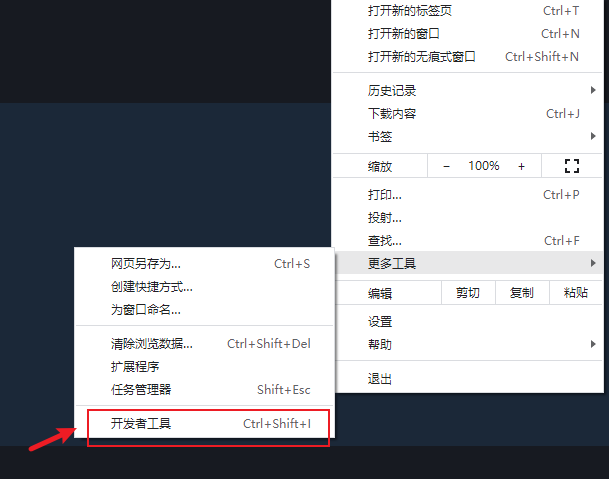 打开新的标签页 Ctrl+T
打开新的窗口 Ctrl+N
打开新的无痕式窗口 Ctrl+Shift+N
历史记录
下载内容 Ctrl+J
书签
缩放 − 100% +
打印... Ctrl+P
投射...
查找... Ctrl+F
更多工具
编辑 剪切 复制 粘贴
设置
帮助
退出
网页另存为... Ctrl+S
创建快捷方式...
为窗口命名...
清除浏览数据... Ctrl+Shift+Del
扩展程序
任务管理器 Shift+Esc
开发者工具 Ctrl+Shift+I